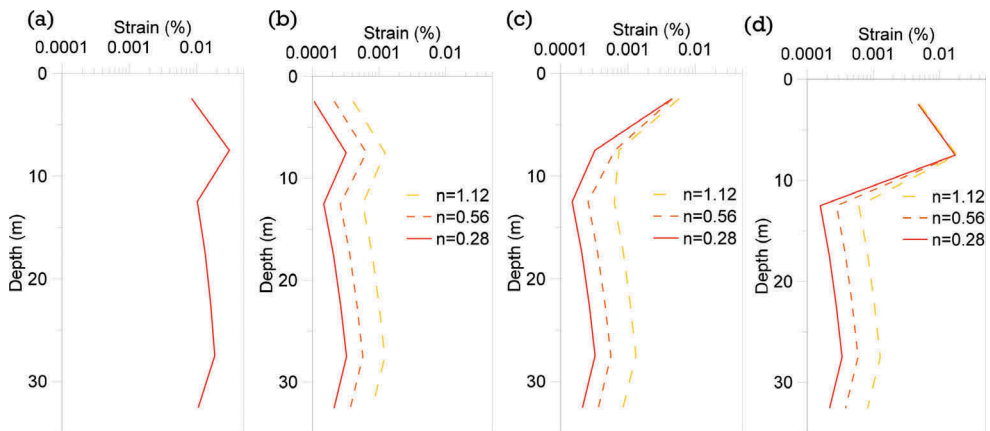 (a)
Strain (%)
0.0001 0.001 0.01
0
10
20
30
Depth (m)
(b)
Strain (%)
0.0001 0.001 0.01
0
10
20
30
Depth (m)
n=1.12
n=0.56
n=0.28
(c)
Strain (%)
0.0001 0.001 0.01
0
10
20
30
Depth (m)
n=1.12
n=0.56
n=0.28
(d)
Strain (%)
0.0001 0.001 0.01
0
10
20
30
Depth (m)
n=1.12
n=0.56
n=0.28